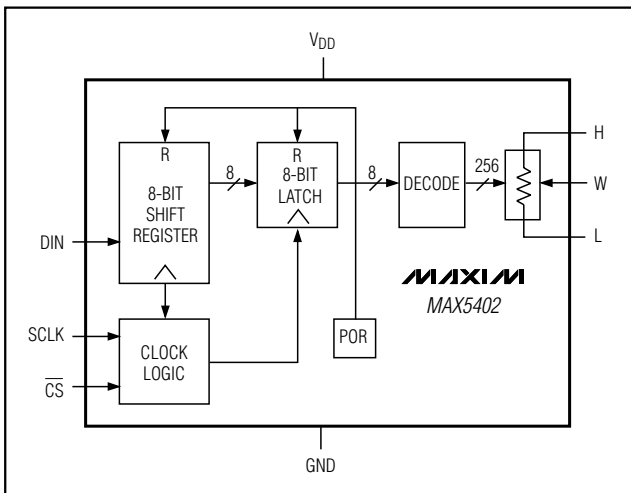 VDD
R
8-BIT
SHIFT
REGISTER
8
R
8-BIT
LATCH
8
DECODE
256
H
W
L
DIN
MAXIM
MAX5402
SCLK
CS
CLOCK
LOGIC
POR
GND